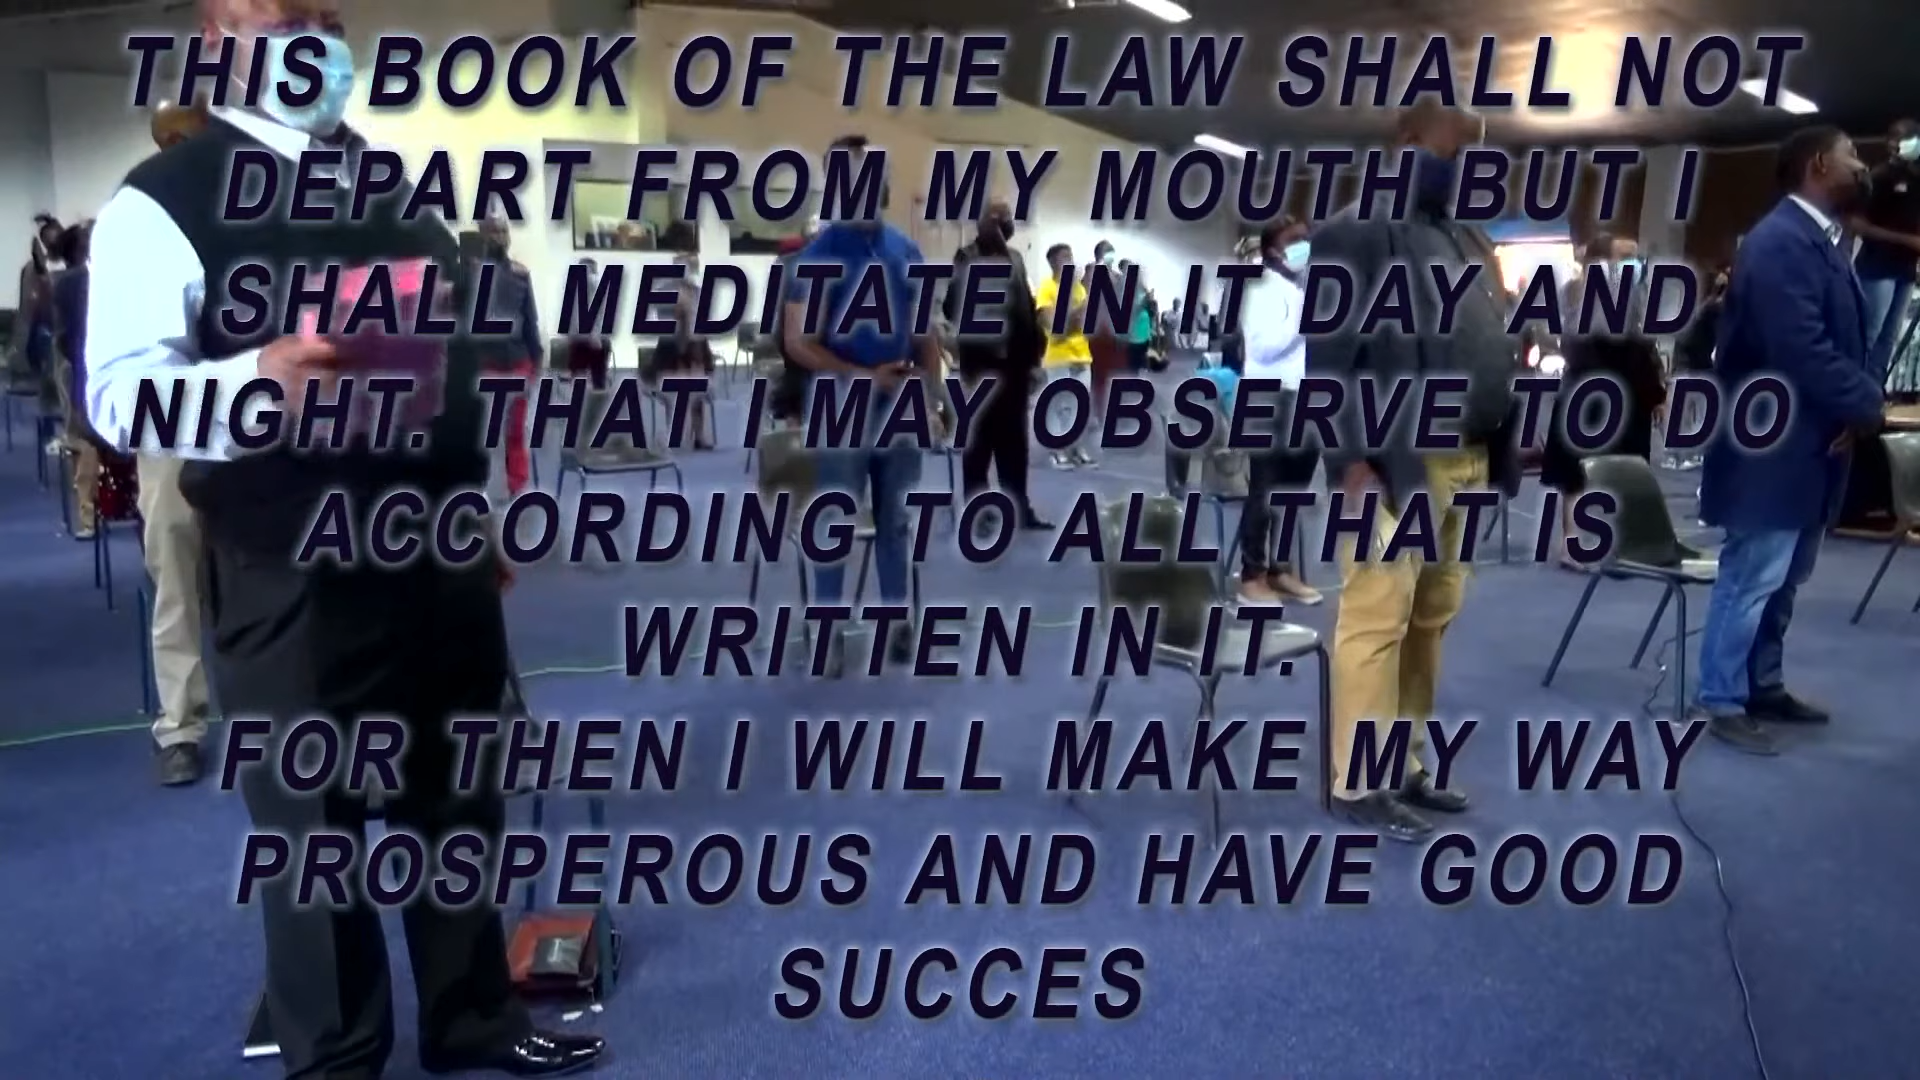 THIS BOOK OF THE LAW SHALL NOT
DEPART FROM MY MOUTH BUT I
SHALL MEDITATE IN IT DAY AND
NIGHT. THAT I MAY OBSERVE TO DO
ACCORDING TO ALL THAT IS
WRITTEN IN IT.
FOR THEN I WILL MAKE MY WAY
PROSPEROUS AND HAVE GOOD
SUCCES